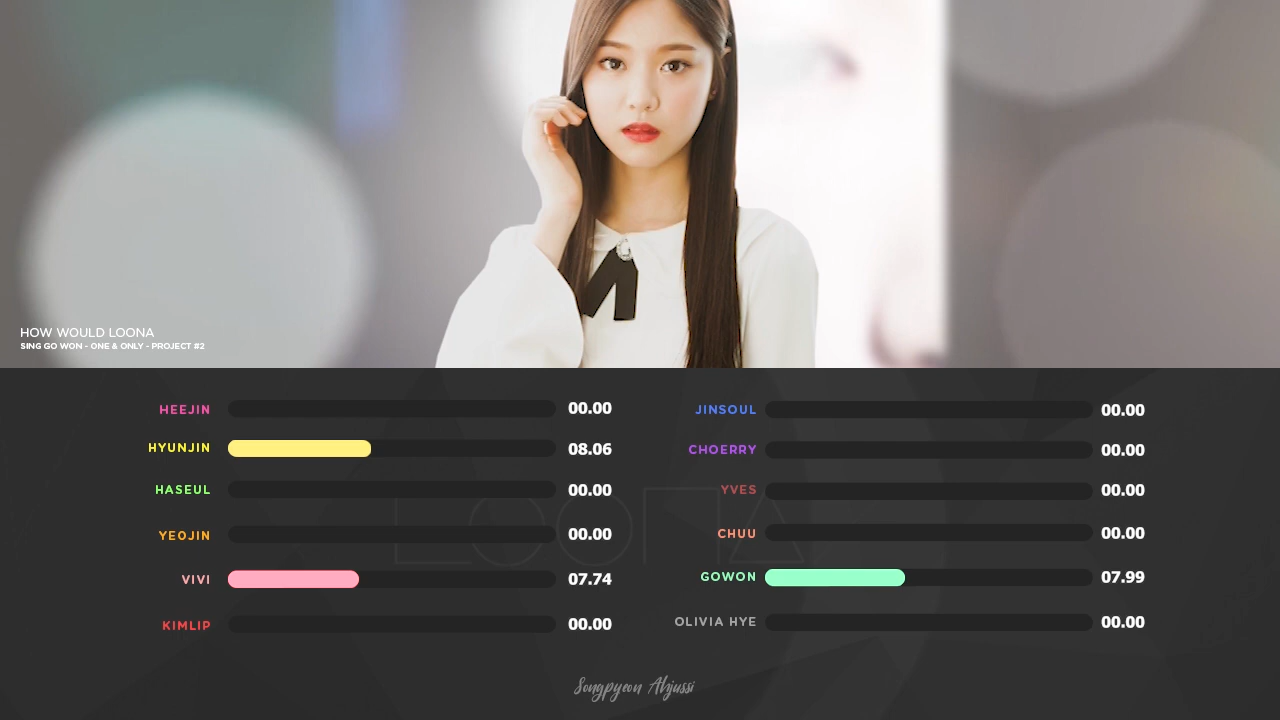 HOW WOULD LOONA
SING GO WON - ONE & ONLY - PROJECT #2
HEEJIN 00.00
HYUNJIN 08.06
HASEUL 00.00
YEOJIN 00.00
VIVI 07.74
KIMLIP 00.00
JINSOUL 00.00
CHOERRY 00.00
YVES 00.00
CHUU 00.00
GOWON 07.99
OLIVIA HYE 00.00
LOONA
Songpyeon Ahjussi